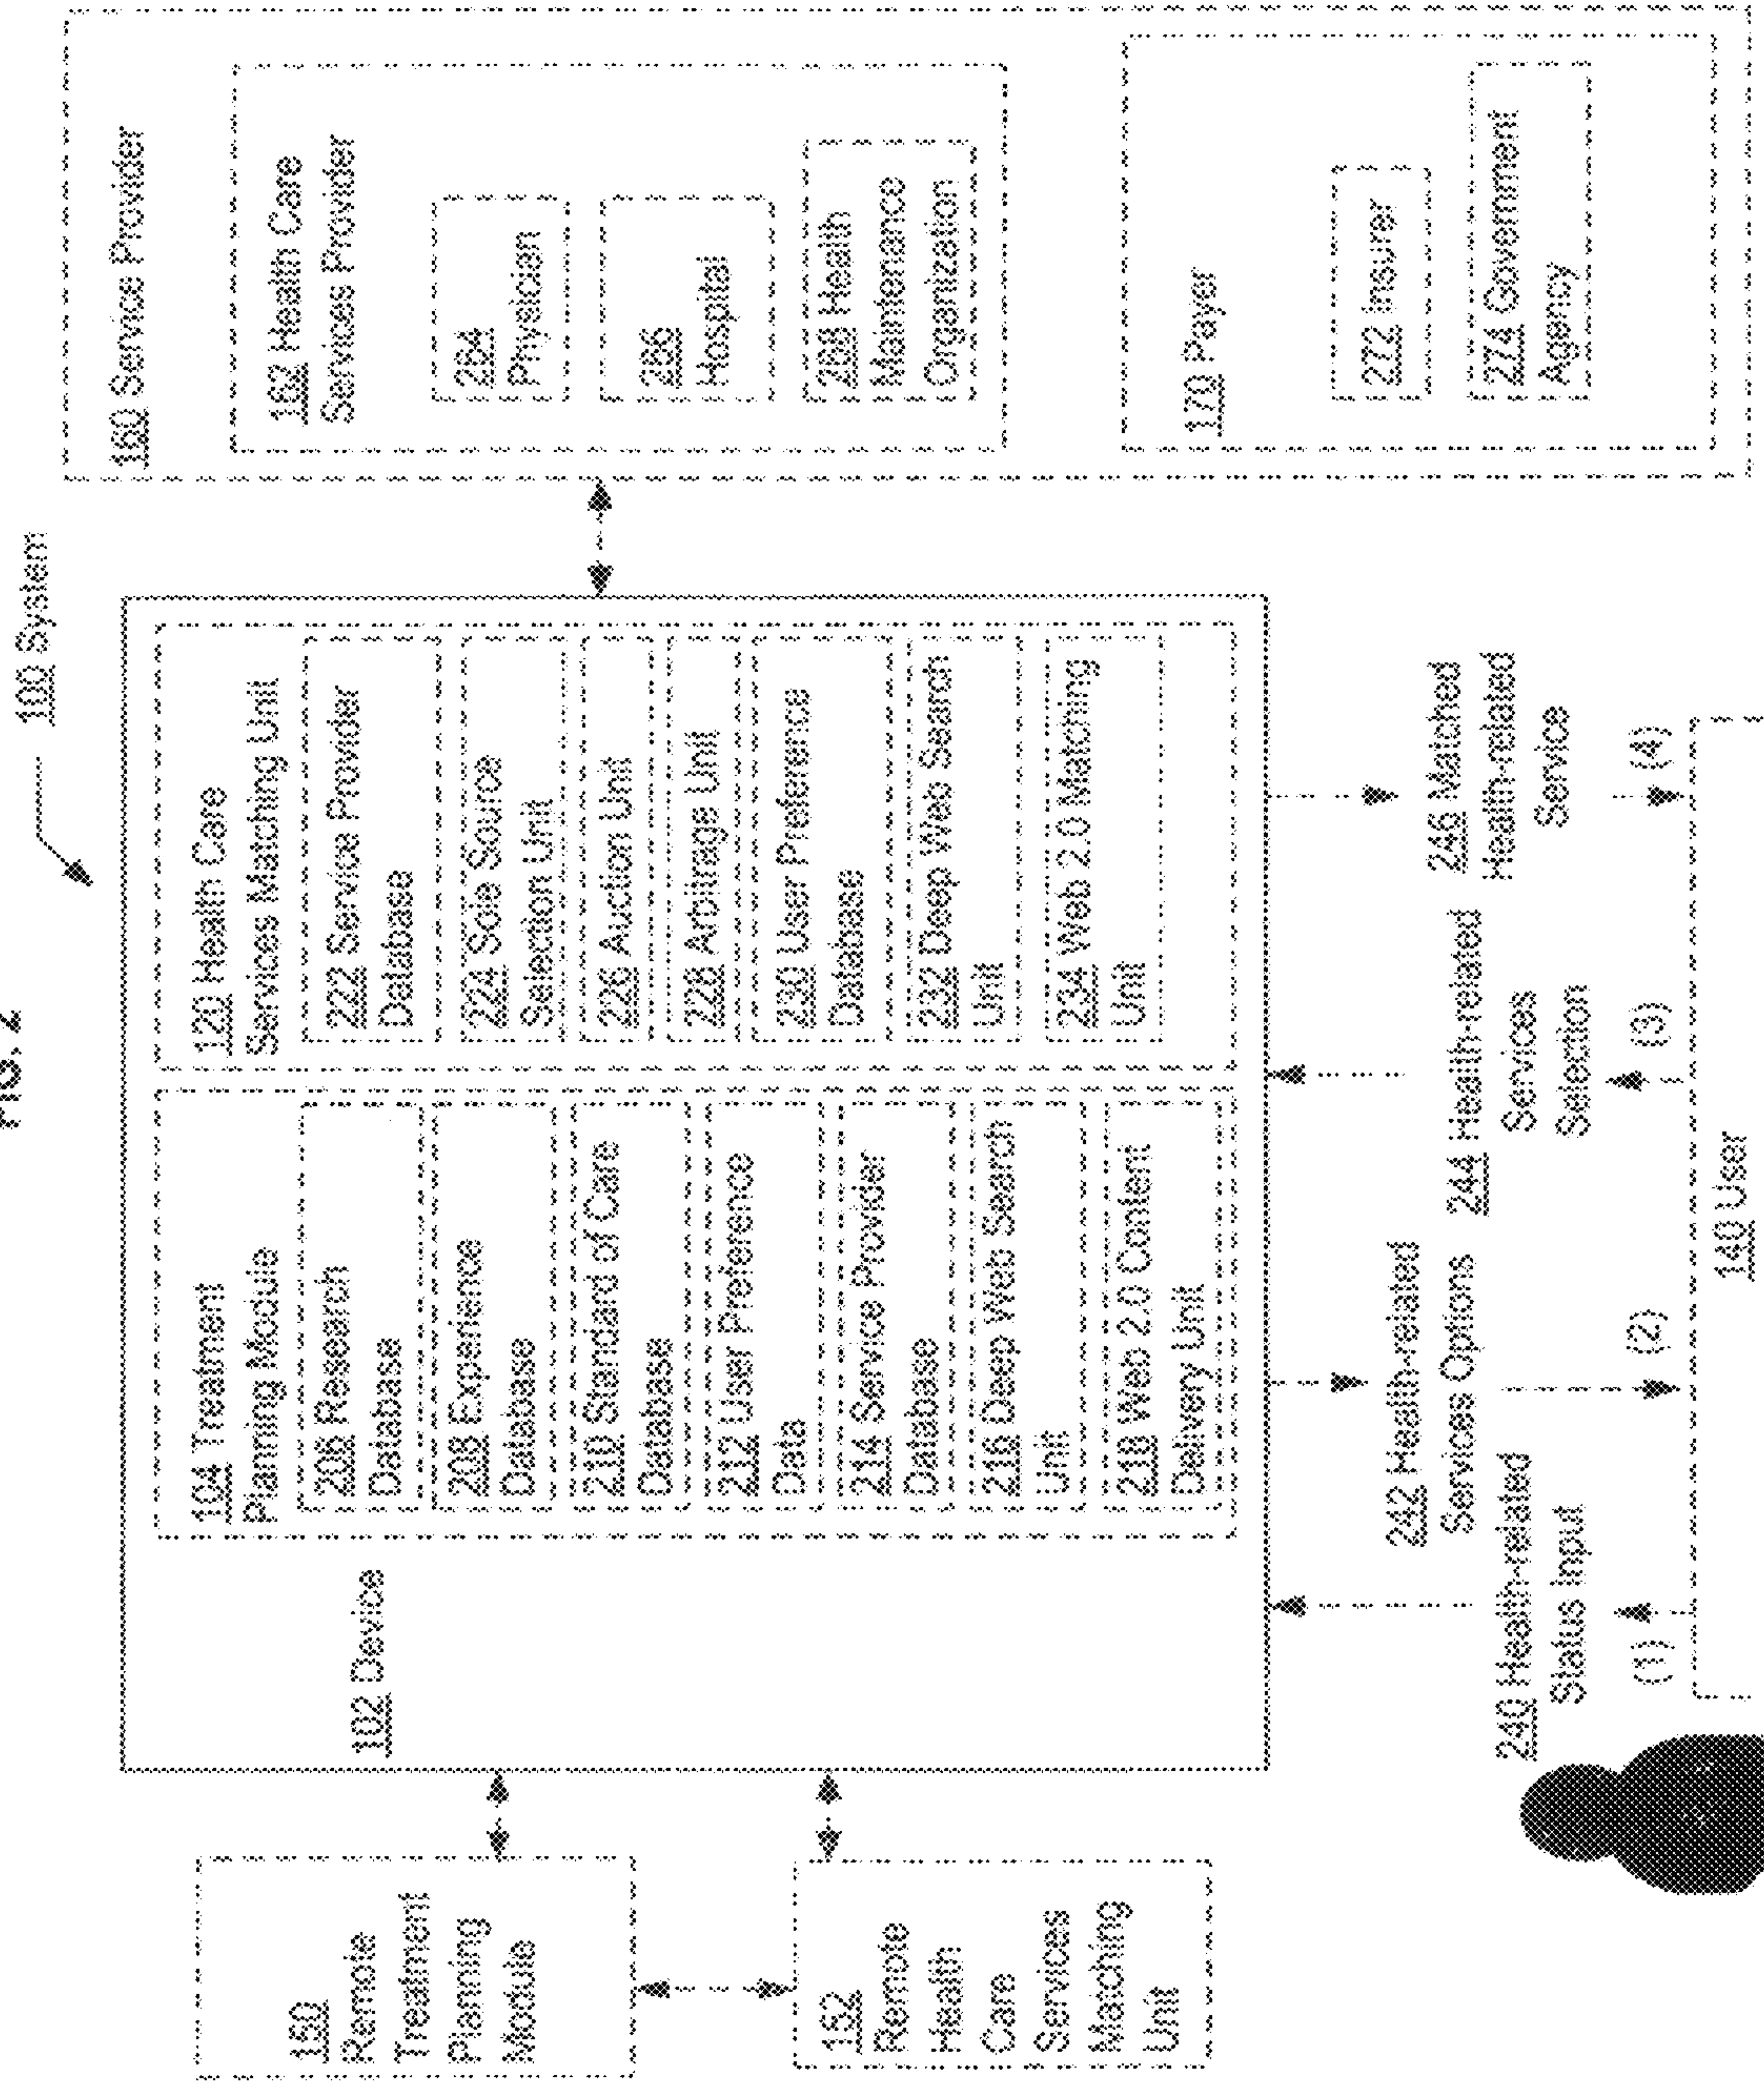 FIG. 2
100 System
150
Remote
Treatment
Planning
Module
152
Remote
Health
Care
Services
Matching
Unit
102 Device
104 Treatment
Planning Module
206 Research
Database
208 Experience
Database
210 Standard of Care
Database
212 User Preference
Data
214 Service Provider
Database
216 Deep Web Search
Unit
218 Web 2.0 Content
Delivery Unit
120 Health Care
Services Matching Unit
222 Service Provider
Database
224 Sole Source
Selection Unit
226 Auction Unit
228 Arbitrage Unit
230 User Preference
Database
232 Deep Web Search
Unit
234 Web 2.0 Matching
Unit
160 Service Provider
162 Health Care
Services Provider
264
Physician
266
Hospital
268 Health
Maintenance
Organization
170 Payer
272 Insurer
274 Government
Agency
240 Health-related
Status Input
(1)
242 Health-related
Services Options
(2)
244 Health-related
Services
Selection
(3)
246 Matched
Health-related
Service
(4)
140 User